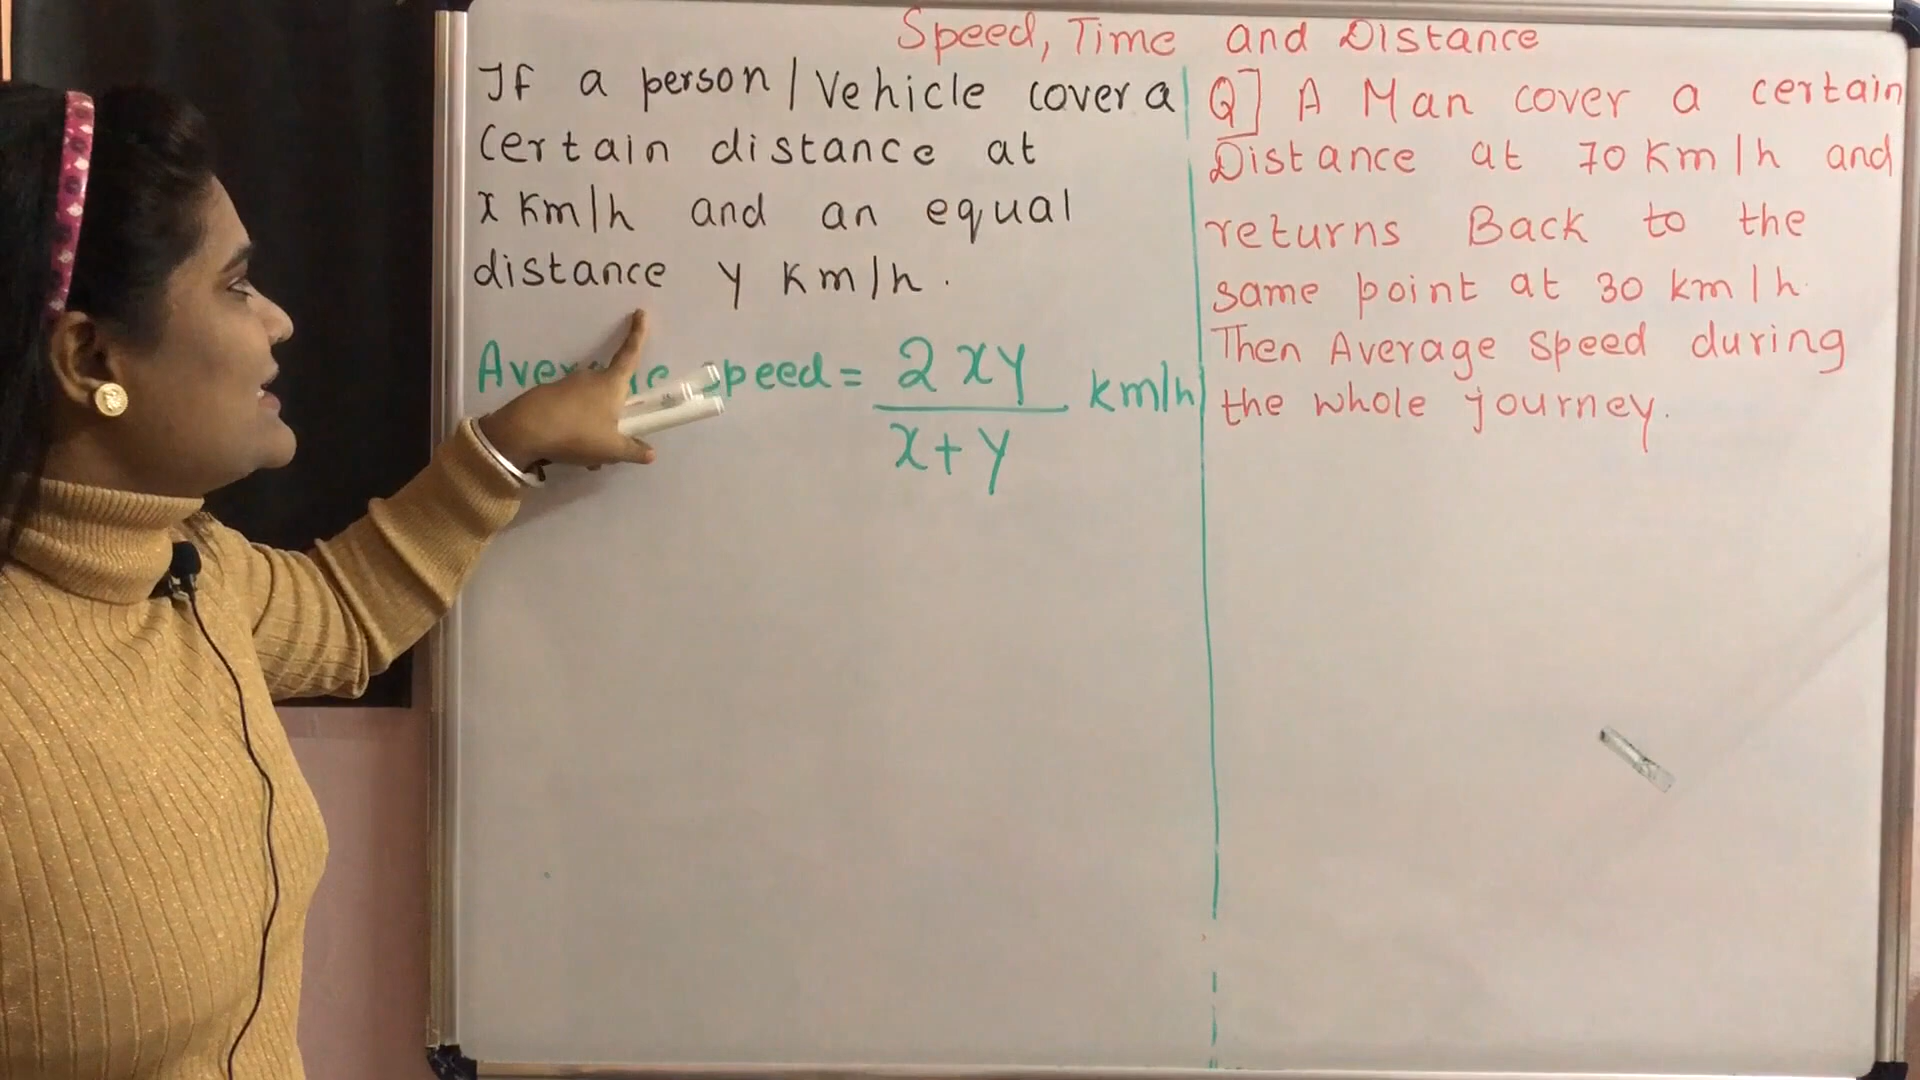 Speed, Time and Distance
If a person / Vehicle cover a
certain distance at
x Km/h and an equal
distance y Km/h.
Average speed = 2xy
x+y
km/h
Q] A Man cover a certain
Distance at 70 Km/h and
returns Back to the
same point at 30 km/h.
Then Average speed during
the whole journey.